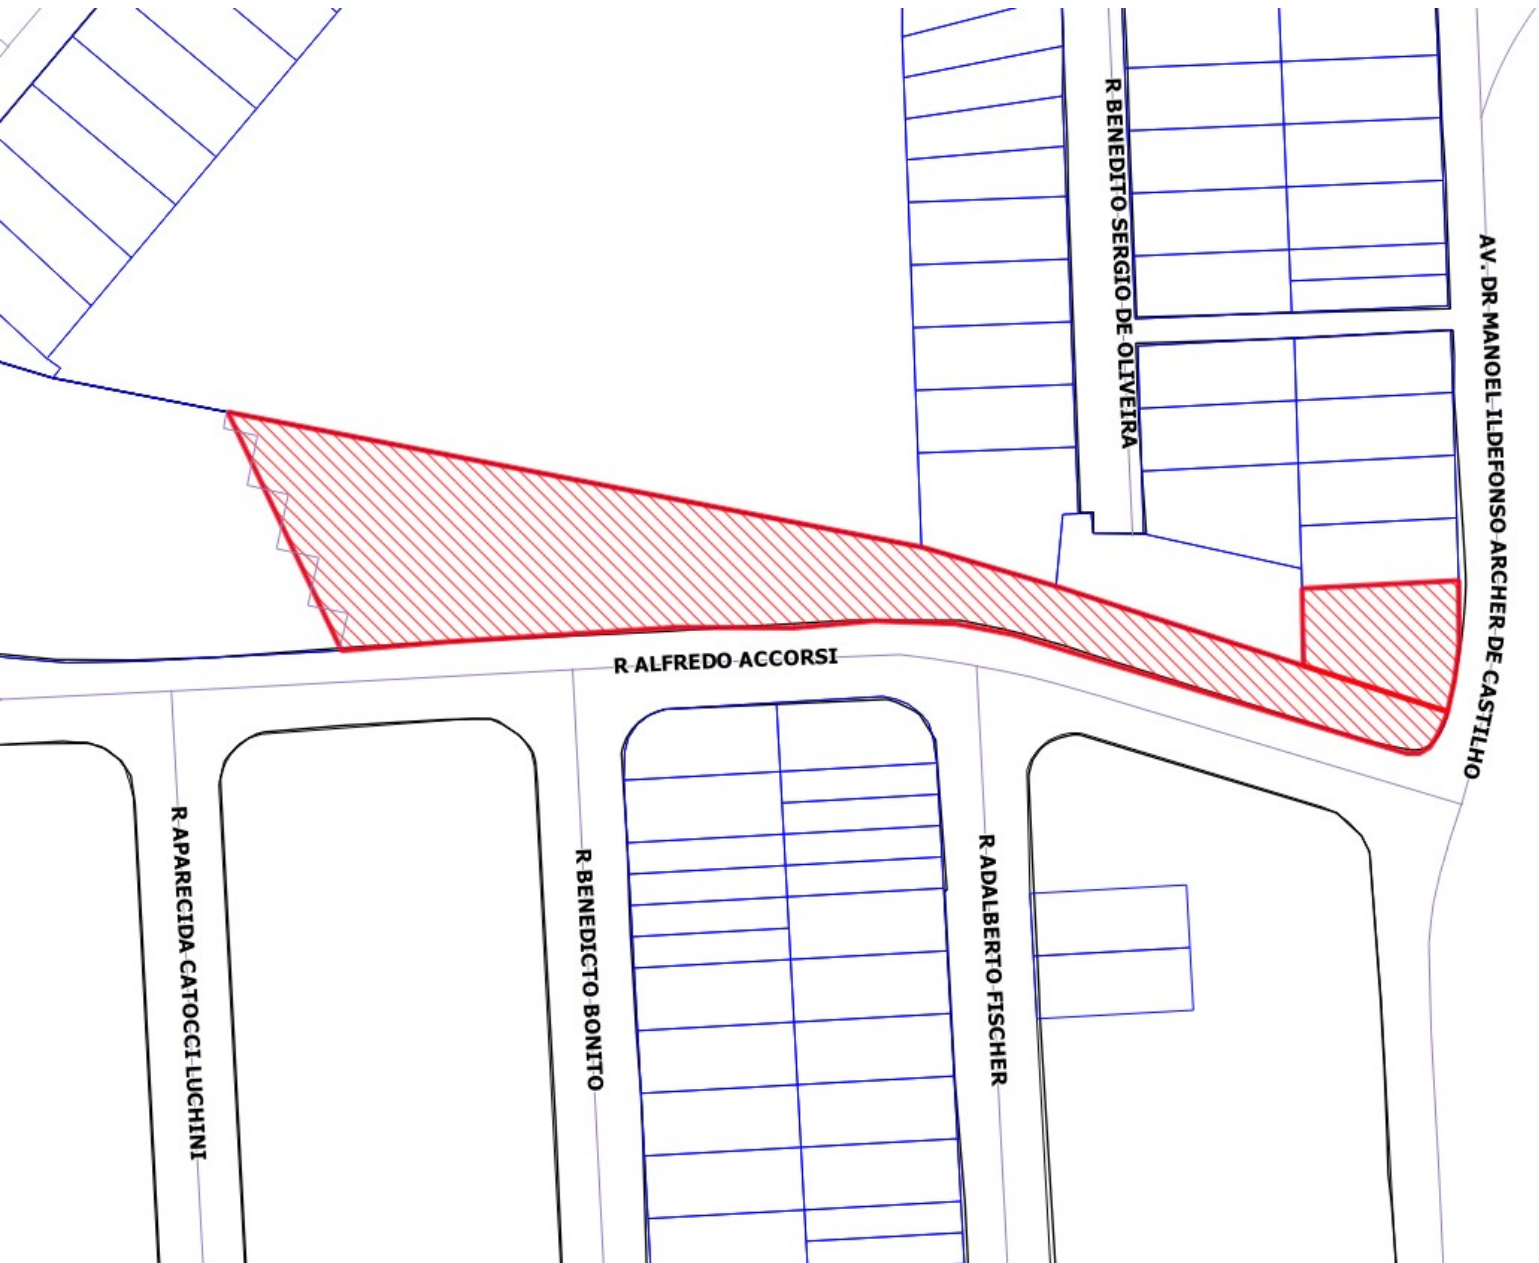 R BENEDITO SERGIO DE OLIVEIRA
AV. DR MANOEL ILDEFONSO ARCHER DE CASTILHO
R ALFREDO ACCORSI
R APARECIDA CATOCCI LUCHINI
R BENEDICTO BONITO
R ADALBERTO FISCHER